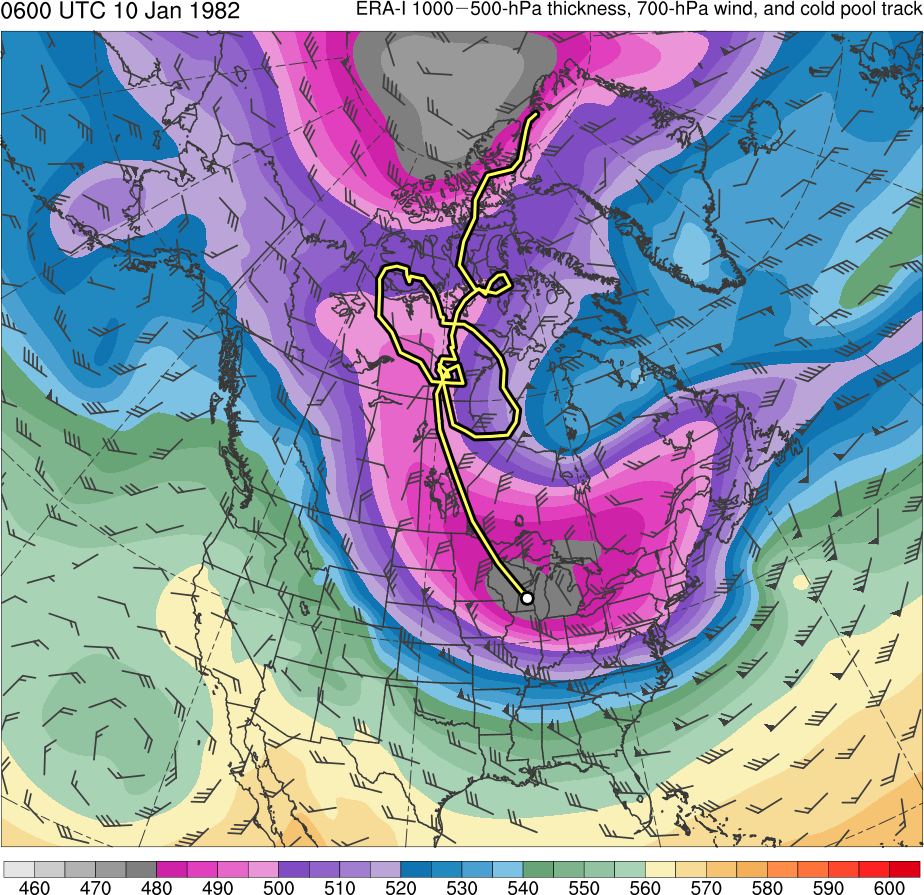 0600 UTC 10 Jan 1982
ERA-I 1000−500-hPa thickness, 700-hPa wind, and cold pool track
460 470 480 490 500 510 520 530 540 550 560 570 580 590 600